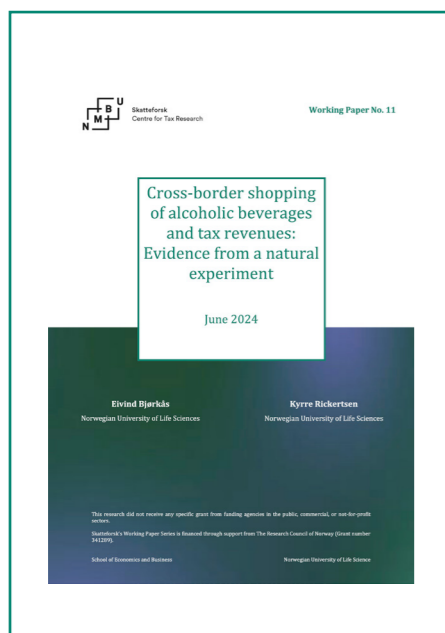 U
B
M
N
Skatteforsk
Centre for Tax Research
Working Paper No. 11
Cross-border shopping
of alcoholic beverages
and tax revenues:
Evidence from a natural
experiment
June 2024
Eivind Bjørkås
Norwegian University of Life Sciences
Kyrre Rickertsen
Norwegian University of Life Sciences
This research did not receive any specific grant from funding agencies in the public, commercial, or not-for-profit
sectors.
Skatteforsk's Working Paper Series is financed through support from The Research Council of Norway (Grant number
341289).
School of Economics and Business
Norwegian University of Life Science